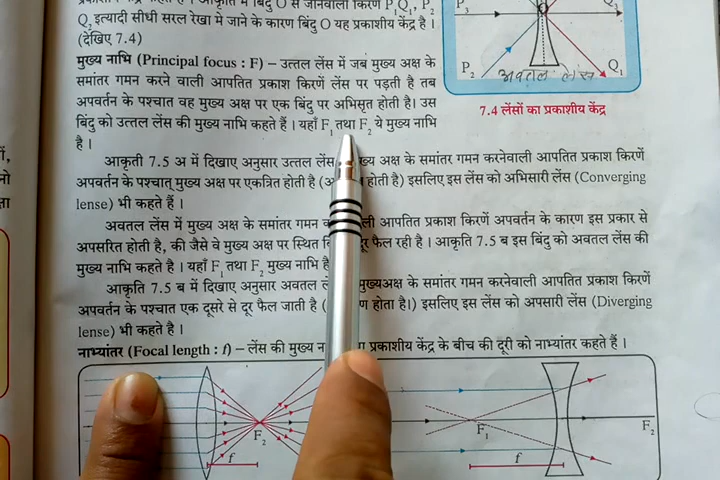 P₃
Q₃
Q₁ इत्यादी सीधी सरल रेखा मे जाने के कारण बिंदु O यह प्रकाशीय केंद्र है ।
(देखिए 7.4)
P₂
Q₁
अवतल लेंस
7.4 लेंसों का प्रकाशीय केंद्र
मुख्य नाभि (Principal focus : F) – उत्तल लेंस में जब मुख्य अक्ष के
समांतर गमन करने वाली आपतित प्रकाश किरणें लेंस पर पड़ती है तब
अपवर्तन के पश्चात वह मुख्य अक्ष पर एक बिंदु पर अभिसृत होती है। उस
बिंदु को उत्तल लेंस की मुख्य नाभि कहते हैं । यहाँ F₁ तथा F₂ ये मुख्य नाभि
है ।
आकृती 7.5 अ में दिखाए अनुसार उत्तल लेंस अक्ष के समांतर गमन करनेवाली आपतित प्रकाश किरणें
अपवर्तन के पश्चात् मुख्य अक्ष पर एकत्रित होती है होती है) इसलिए इस लेंस को अभिसारी लेंस (Converging
lense) भी कहते हैं ।
अवतल लेंस में मुख्य अक्ष के समांतर गमन आपतित प्रकाश किरणें अपवर्तन के कारण इस प्रकार से
अपसरित होती है, की जैसे वे मुख्य अक्ष पर स्थित फैल रही है । आकृति 7.5 ब इस बिंदु को अवतल लेंस की
मुख्य नाभि कहते है । यहाँ F₁ तथा F₂ मुख्य नाभि
आकृति 7.5 ब में दिखाए अनुसार अवतल मुख्यअक्ष के समांतर गमन करनेवाली आपतित प्रकाश किरणें
अपवर्तन के पश्चात एक दूसरे से दूर फैल जाती है होता है।) इसलिए इस लेंस को अपसारी लेंस (Diverging
lense) भी कहते है ।
नाभ्यांतर (Focal length : f) – लेंस की मुख्य प्रकाशीय केंद्र के बीच की दूरी को नाभ्यांतर कहते हैं ।
F₂
F₁
F₂
f
f